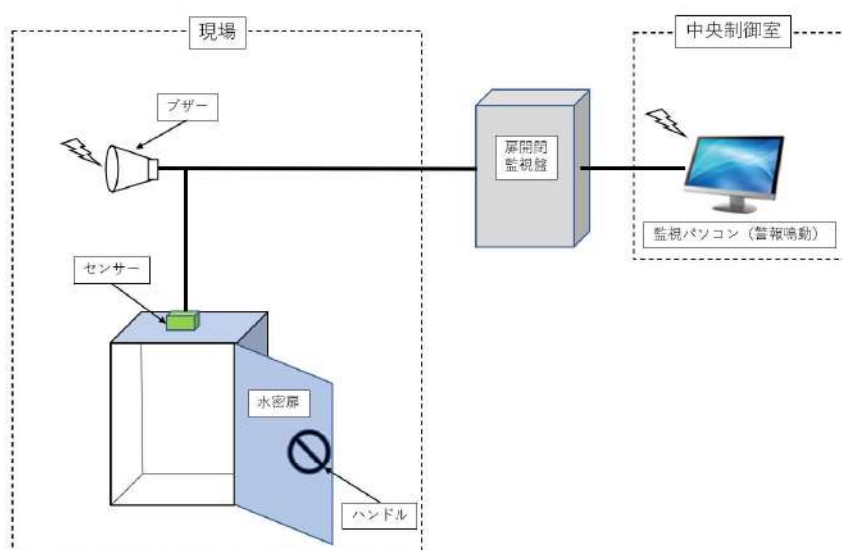 現場
中央制御室
ブザー
扉開閉
監視盤
監視パソコン（警報鳴動）
センサー
水密扉
ハンドル